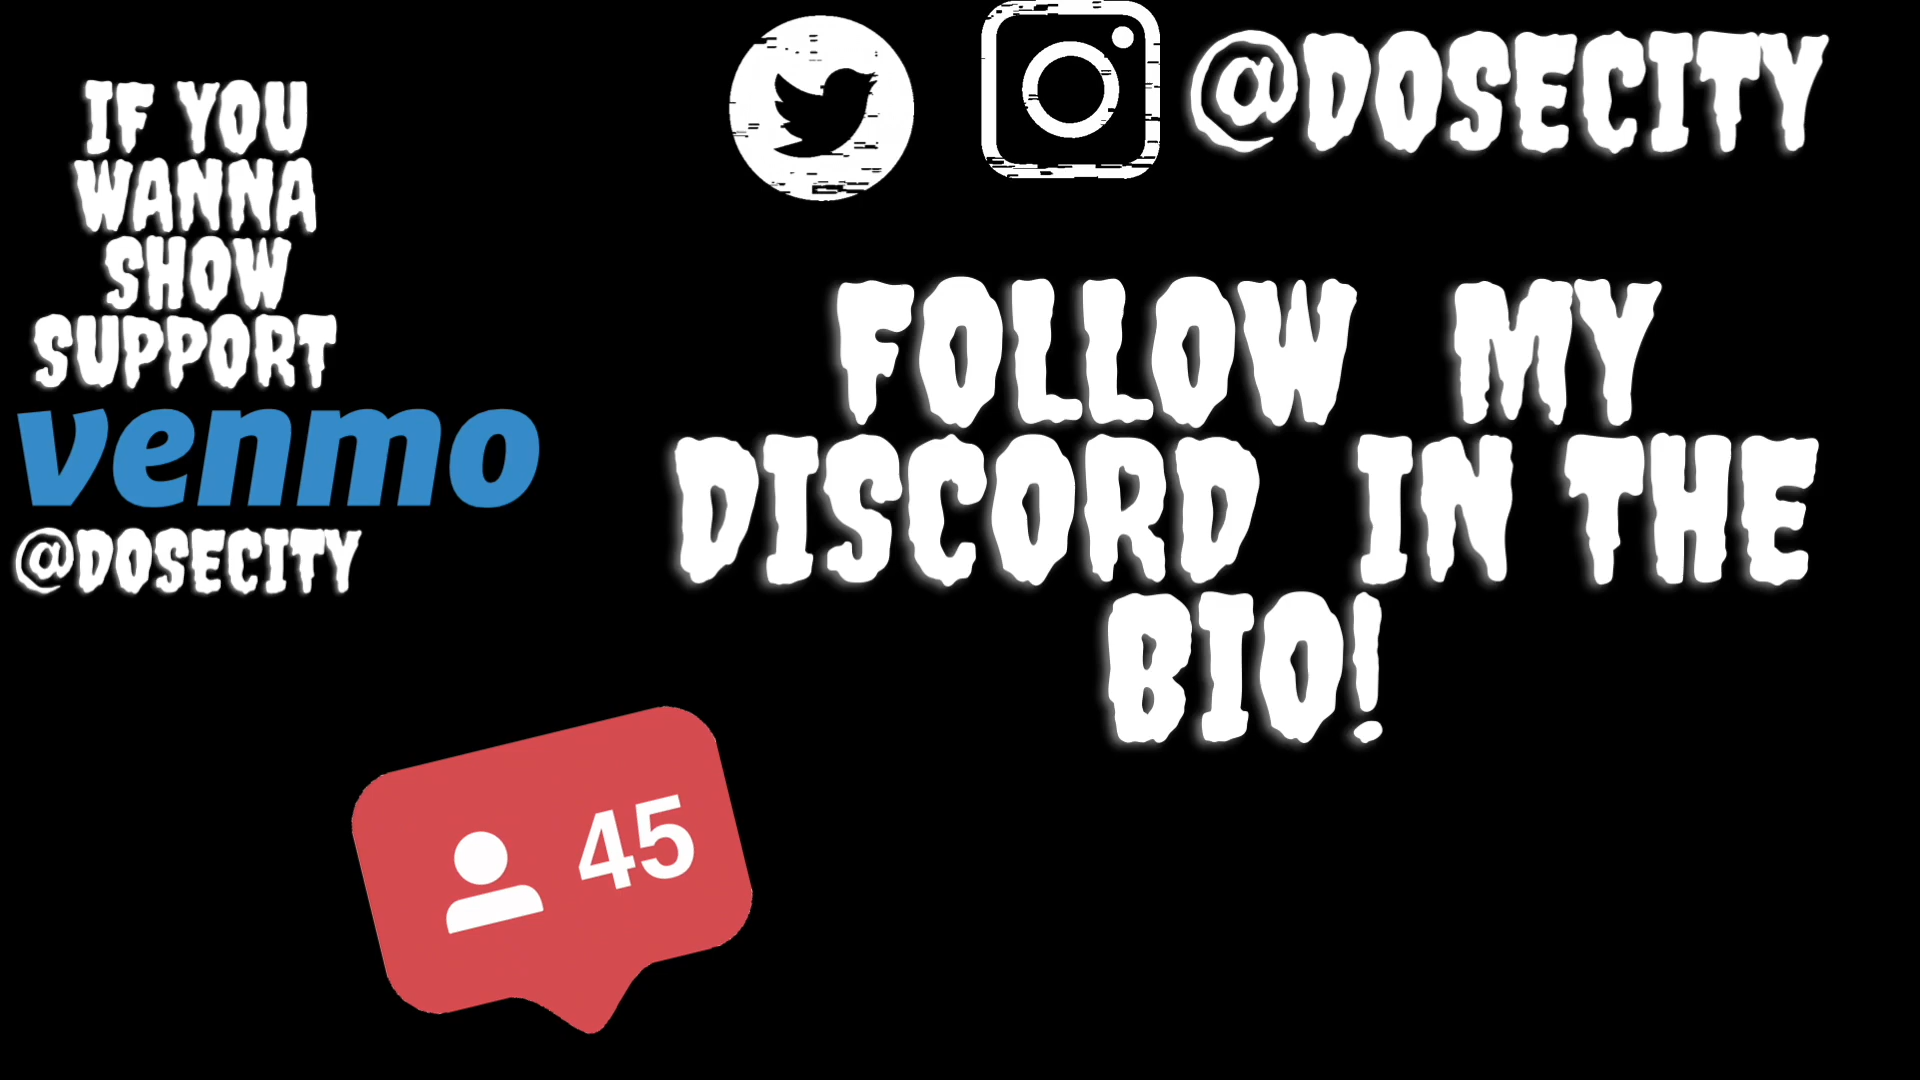 @DOSECITY
IF YOU
WANNA
SHOW
SUPPORT
venmo
@DOSECITY
FOLLOW MY
DISCORD IN THE
BIO!
45